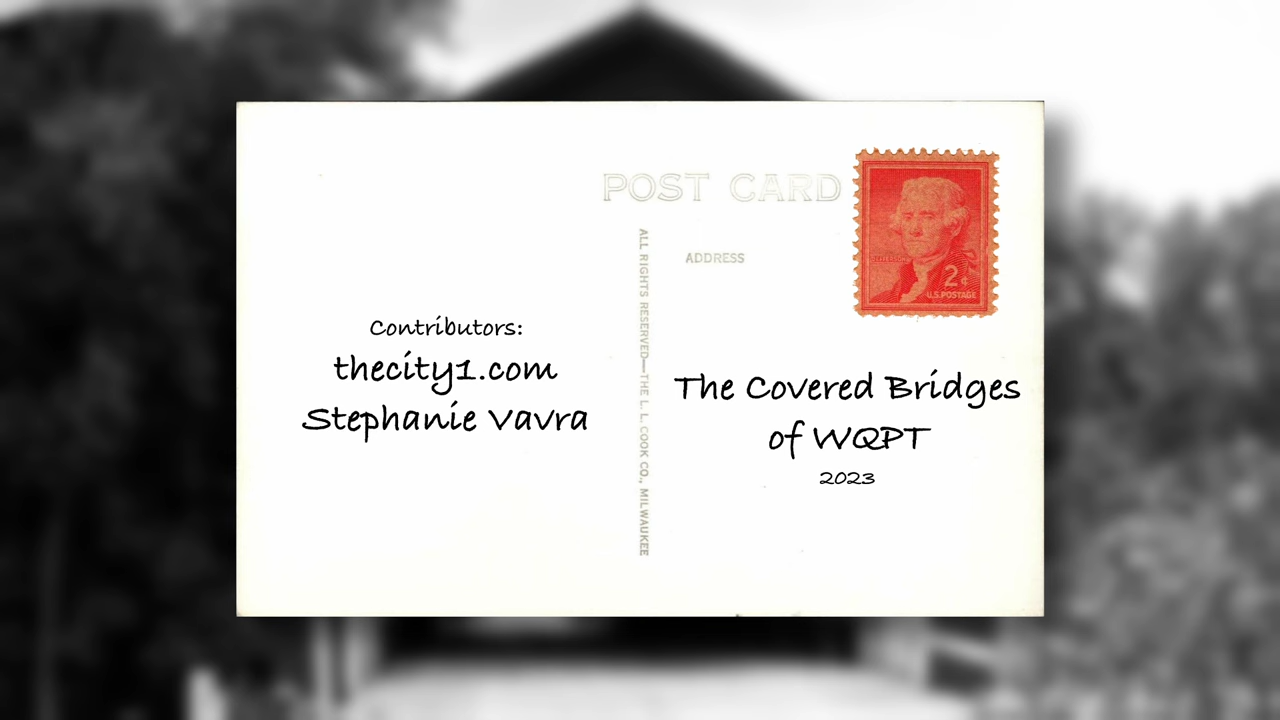 POST CARD
ADDRESS
JEFFERSON
2¢
U.S. POSTAGE
Contributors:
thecity1.com
Stephanie Vavra
ALL RIGHTS RESERVED—THE L. L. COOK CO., MILWAUKEE
The Covered Bridges
of WQPT
2023